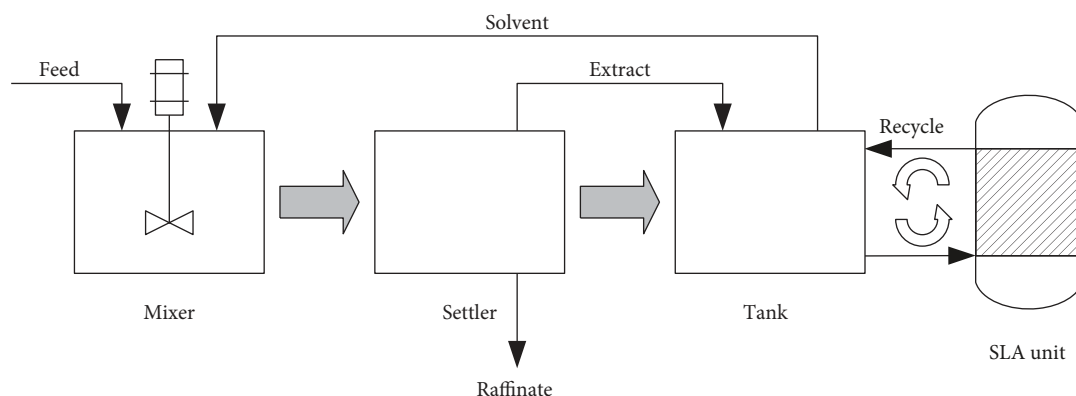 Solvent
Feed
Extract
Recycle
Mixer
Settler
Tank
SLA unit
Raffinate